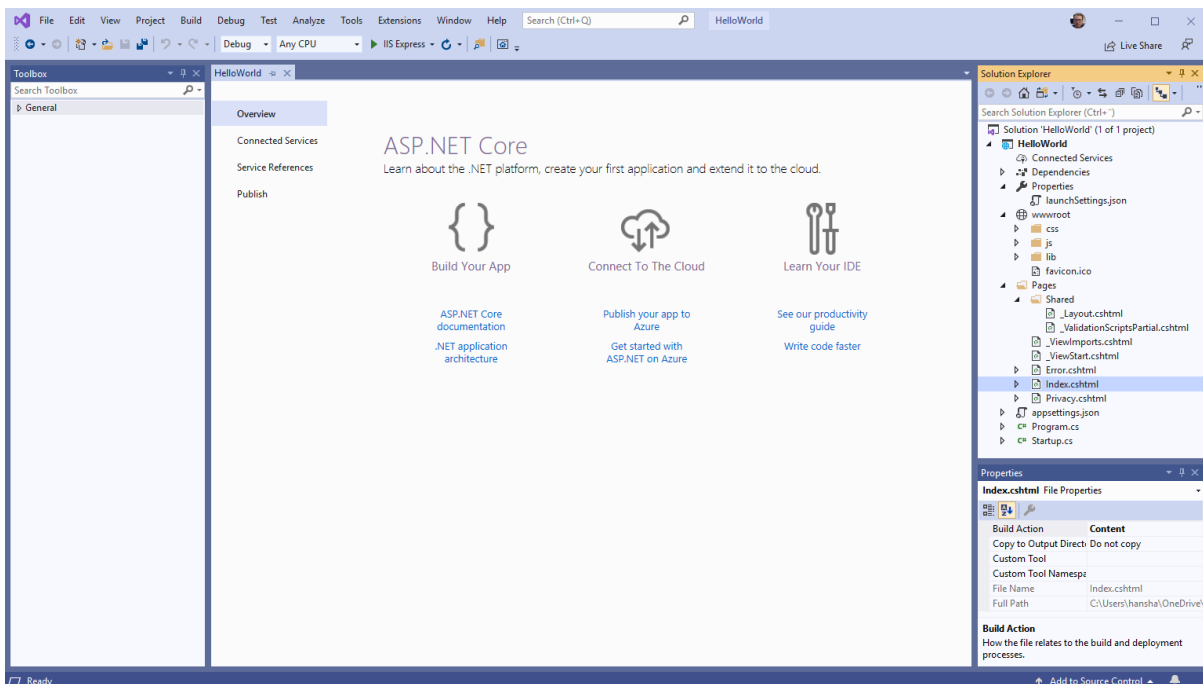 File Edit View Project Build Debug Test Analyze Tools Extensions Window Help Search (Ctrl+Q) HelloWorld
Debug Any CPU IIS Express Live Share
Toolbox
Search Toolbox
General
HelloWorld
Overview
Connected Services
Service References
Publish
ASP.NET Core
Learn about the .NET platform, create your first application and extend it to the cloud.
Build Your App
ASP.NET Core
documentation
.NET application
architecture
Connect To The Cloud
Publish your app to
Azure
Get started with
ASP.NET on Azure
Learn Your IDE
See our productivity
guide
Write code faster
Solution Explorer
Search Solution Explorer (Ctrl+¨)
Solution 'HelloWorld' (1 of 1 project)
HelloWorld
Connected Services
Dependencies
Properties
launchSettings.json
wwwroot
css
js
lib
favicon.ico
Pages
Shared
_Layout.cshtml
_ValidationScriptsPartial.cshtml
_ViewImports.cshtml
_ViewStart.cshtml
Error.cshtml
Index.cshtml
Privacy.cshtml
appsettings.json
C# Program.cs
C# Startup.cs
Properties
Index.cshtml File Properties
Build Action Content
Copy to Output Direct Do not copy
Custom Tool
Custom Tool Namespa
File Name Index.cshtml
Full Path C:\Users\hansha\OneDrive\
Build Action
How the file relates to the build and deployment
processes.
Ready Add to Source Control